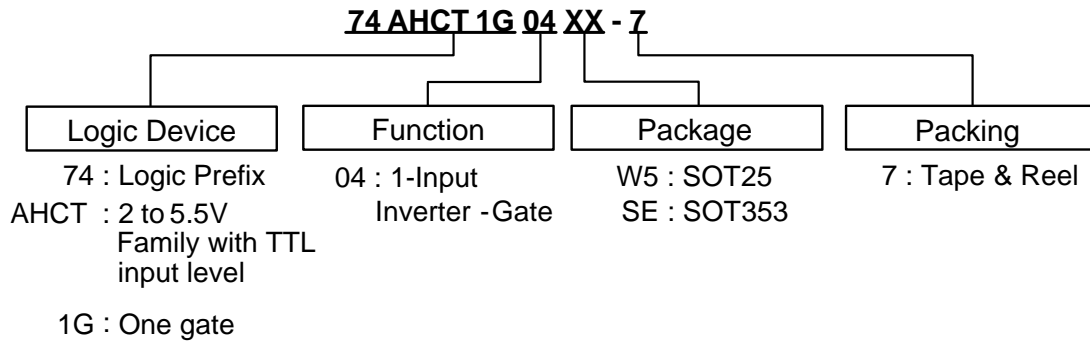 74 AHCT 1G 04 XX - 7
Logic Device
74 : Logic Prefix
AHCT : 2 to 5.5V
Family with TTL
input level
1G : One gate
Function
04 : 1-Input
Inverter -Gate
Package
W5 : SOT25
SE : SOT353
Packing
7 : Tape & Reel